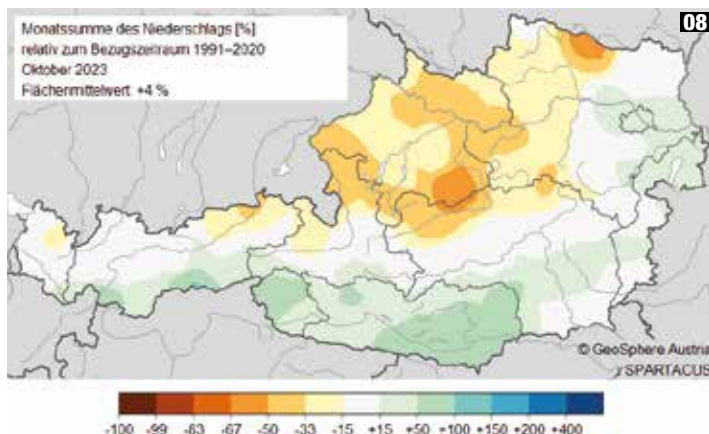 08
Monatssumme des Niederschlags [%]
relativ zum Bezugszeitraum 1991–2020
Oktober 2023
Flächenmittelwert +4 %
© GeoSphere Austria
SPARTACUS
-100 -99 -63 -67 -50 -33 -15 +15 +50 +100 +150 +200 +400